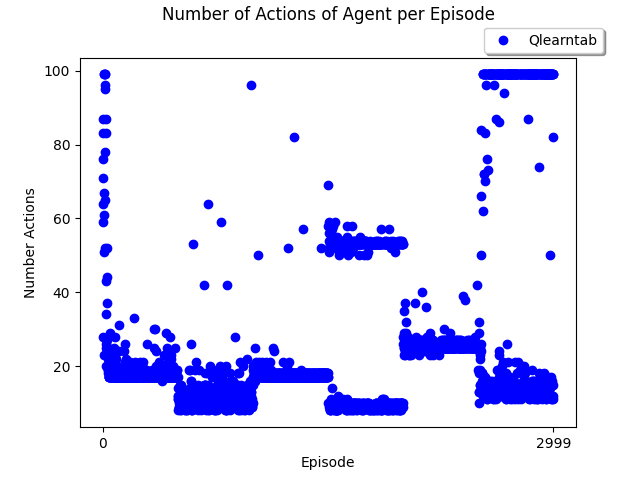 Number of Actions of Agent per Episode
Qlearntab
100
80
60
40
20
Number Actions
0
2999
Episode